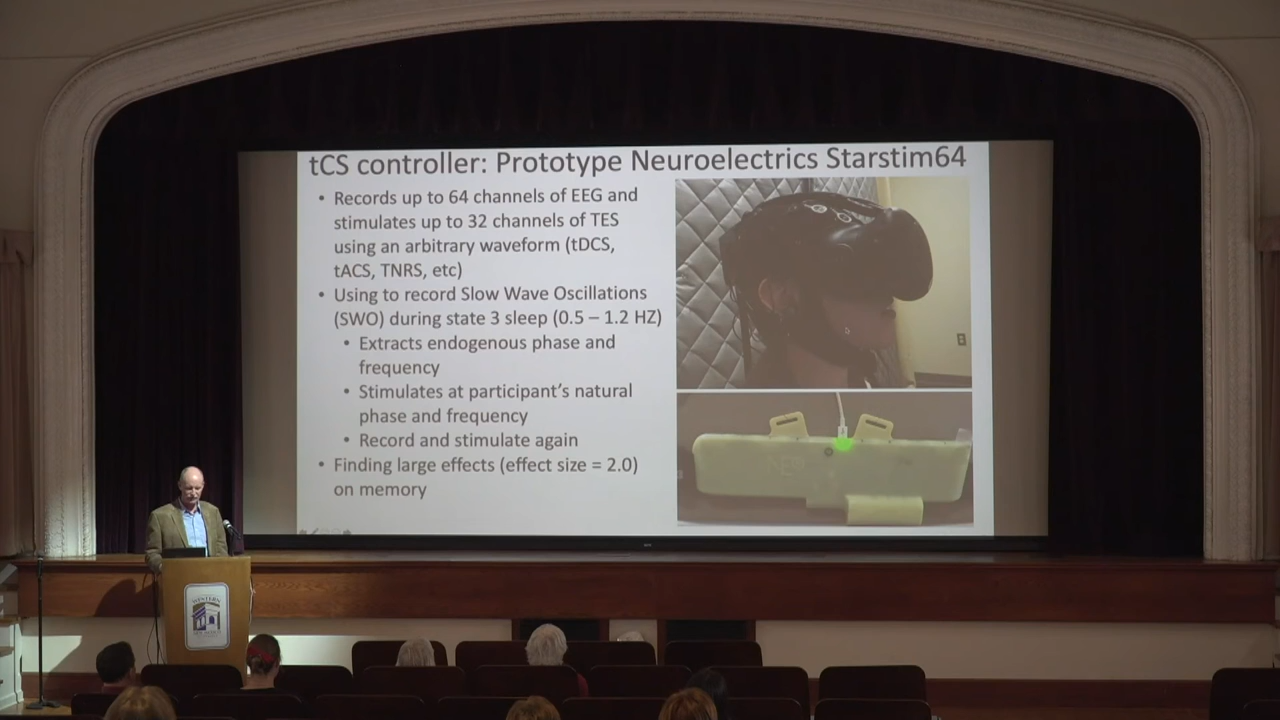 tCS controller: Prototype Neuroelectrics Starstim64
• Records up to 64 channels of EEG and
stimulates up to 32 channels of TES
using an arbitrary waveform (tDCS,
tACS, TNRS, etc)
• Using to record Slow Wave Oscillations
(SWO) during state 3 sleep (0.5 – 1.2 HZ)
• Extracts endogenous phase and
frequency
• Stimulates at participant's natural
phase and frequency
• Record and stimulate again
• Finding large effects (effect size = 2.0)
on memory
WESTERN